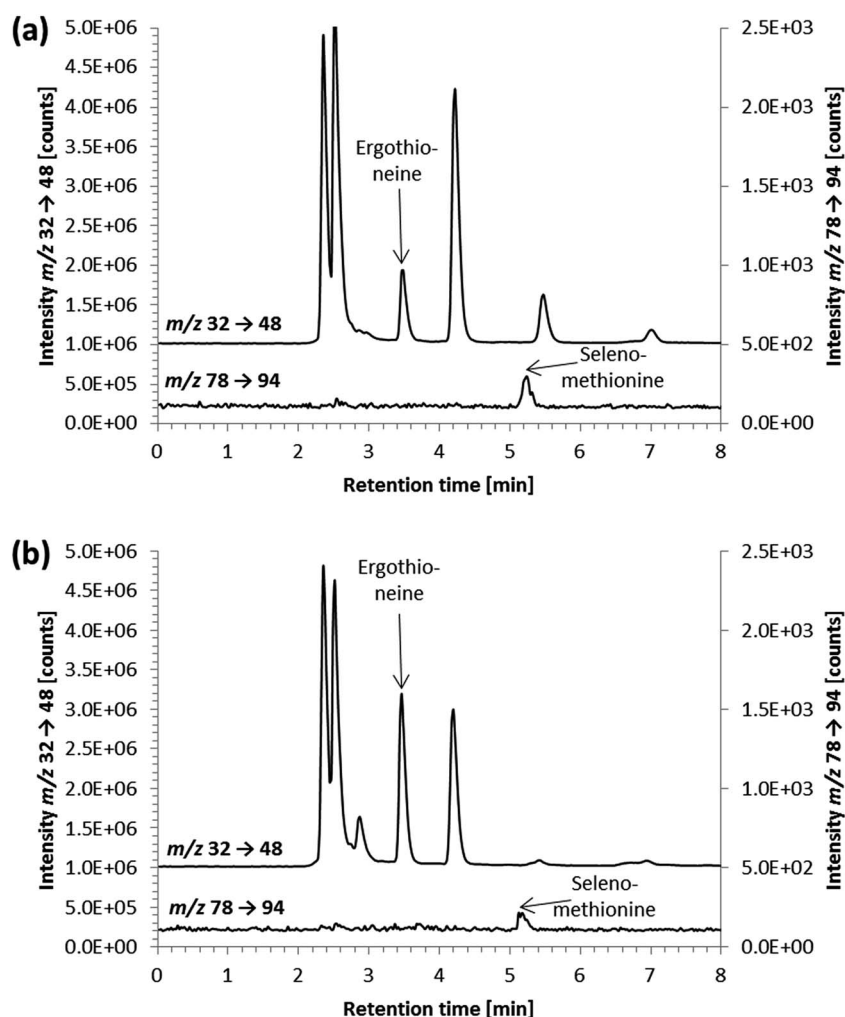 (a)
Intensity m/z 32 → 48 [counts]
5.0E+06
4.5E+06
4.0E+06
3.5E+06
3.0E+06
2.5E+06
2.0E+06
1.5E+06
1.0E+06
5.0E+05
0.0E+00
Ergothio-
neine
m/z 32 → 48
m/z 78 → 94
Seleno-
methionine
2.5E+03
2.0E+03
1.5E+03
1.0E+03
5.0E+02
0.0E+00
Intensity m/z 78 → 94 [counts]
0 1 2 3 4 5 6 7 8
Retention time [min]
(b)
Intensity m/z 32 → 48 [counts]
5.0E+06
4.5E+06
4.0E+06
3.5E+06
3.0E+06
2.5E+06
2.0E+06
1.5E+06
1.0E+06
5.0E+05
0.0E+00
Ergothio-
neine
m/z 32 → 48
m/z 78 → 94
Seleno-
methionine
2.5E+03
2.0E+03
1.5E+03
1.0E+03
5.0E+02
0.0E+00
Intensity m/z 78 → 94 [counts]
0 1 2 3 4 5 6 7 8
Retention time [min]